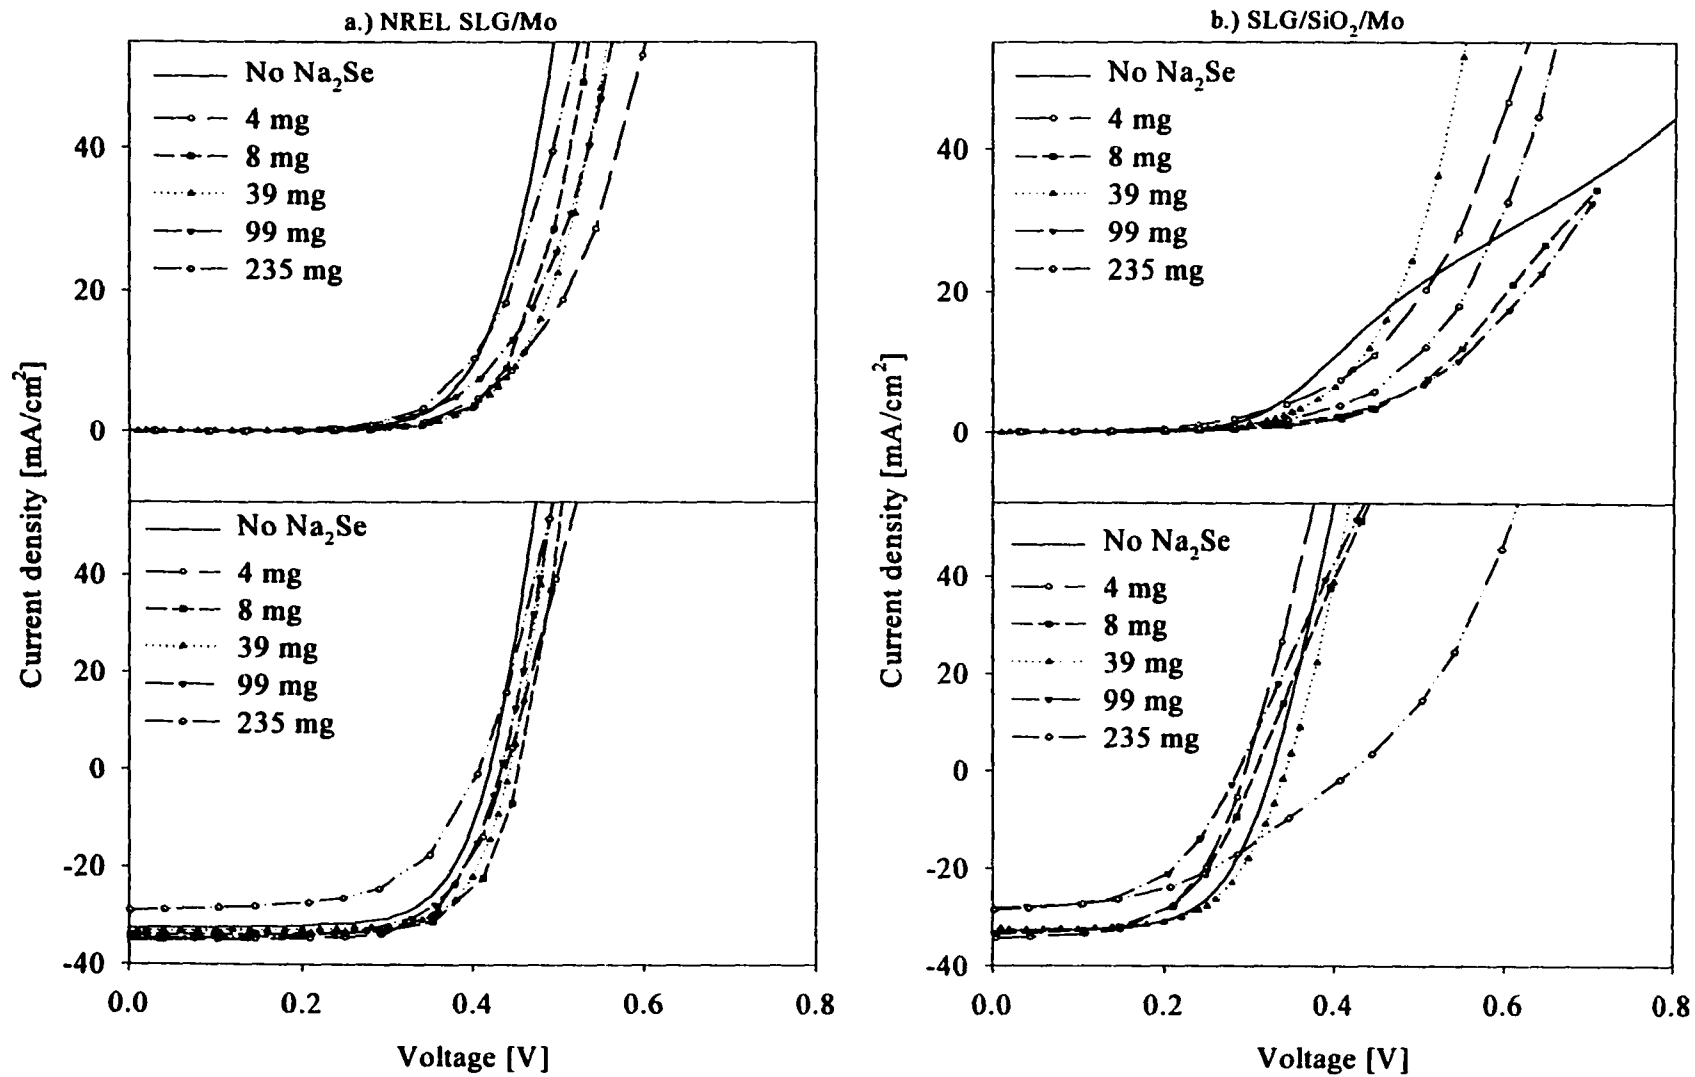 a.) NREL SLG/Mo
No Na₂Se
4 mg
8 mg
39 mg
99 mg
235 mg
40
20
0
No Na₂Se
4 mg
8 mg
39 mg
99 mg
235 mg
40
20
0
-20
-40
0.0 0.2 0.4 0.6 0.8
Voltage [V]
Current density [mA/cm²]
b.) SLG/SiO₂/Mo
No Na₂Se
4 mg
8 mg
39 mg
99 mg
235 mg
40
20
0
No Na₂Se
4 mg
8 mg
39 mg
99 mg
235 mg
40
20
0
-20
-40
0.0 0.2 0.4 0.6 0.8
Voltage [V]
Current density [mA/cm²]